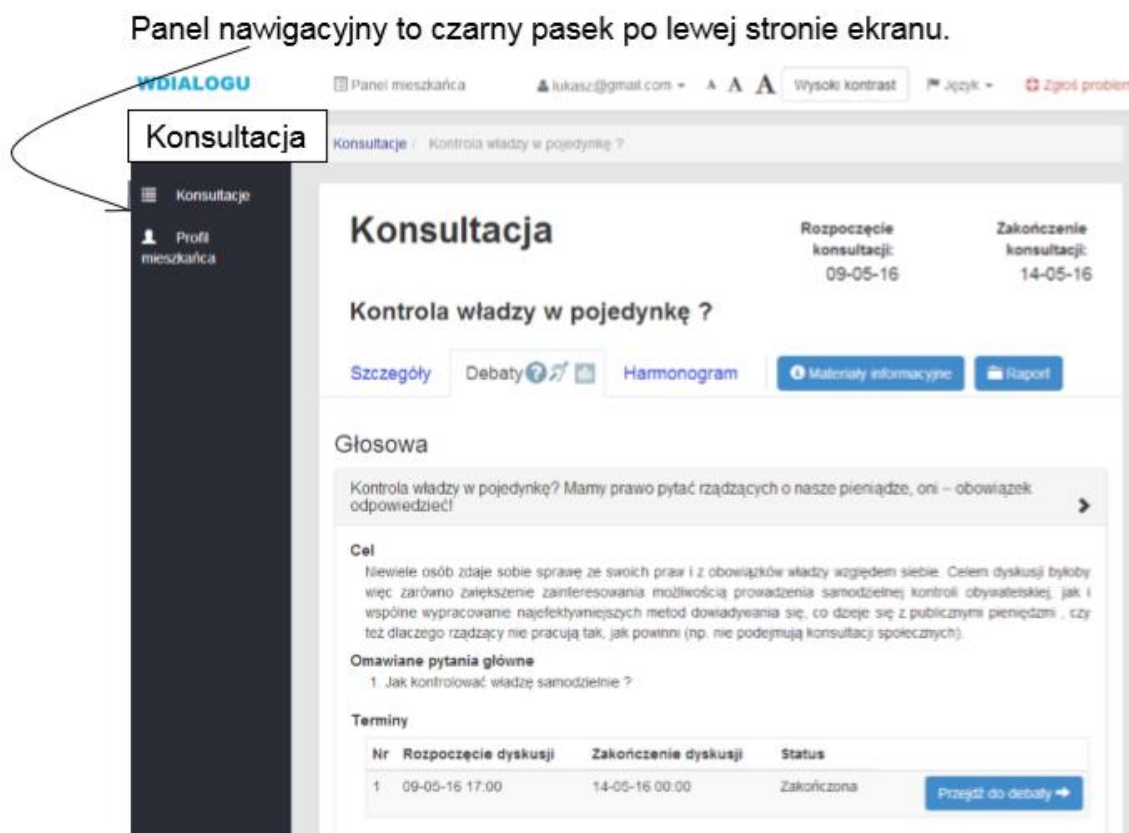 Panel nawigacyjny to czarny pasek po lewej stronie ekranu.
WDIALOGU
Panel mieszkańca
lukasz@gmail.com
A A A
Wysoki kontrast
Język
Zgłoś problem
Konsultacja
Konsultacje / Kontrola władzy w pojedynkę ?
Konsultacje
Profil
mieszkańca
Konsultacja
Rozpoczęcie
konsultacji:
09-05-16
Zakończenie
konsultacji:
14-05-16
Kontrola władzy w pojedynkę ?
Szczegóły
Debaty
Harmonogram
Materiały informacyjne
Raport
Głosowa
Kontrola władzy w pojedynkę? Mamy prawo pytać rządzących o nasze pieniądze, oni – obowiązek
odpowiedzieć!
Cel
Niewiele osób zdaje sobie sprawę ze swoich praw i z obowiązków władzy względem siebie. Celem dyskusji byłoby
więc zarówno zwiększenie zainteresowania możliwością prowadzenia samodzielnej kontroli obywatelskiej, jak i
wspólne wypracowanie najefektywniejszych metod dowiadywania się, co dzieje się z publicznymi pieniędzmi , czy
też dlaczego rządzący nie pracują tak, jak powinni (np. nie podejmują konsultacji społecznych).
Omawiane pytania główne
1. Jak kontrolować władzę samodzielnie ?
Terminy
Nr Rozpoczęcie dyskusji Zakończenie dyskusji Status
1 09-05-16 17:00 14-05-16 00:00 Zakończona
Przejdź do debaty